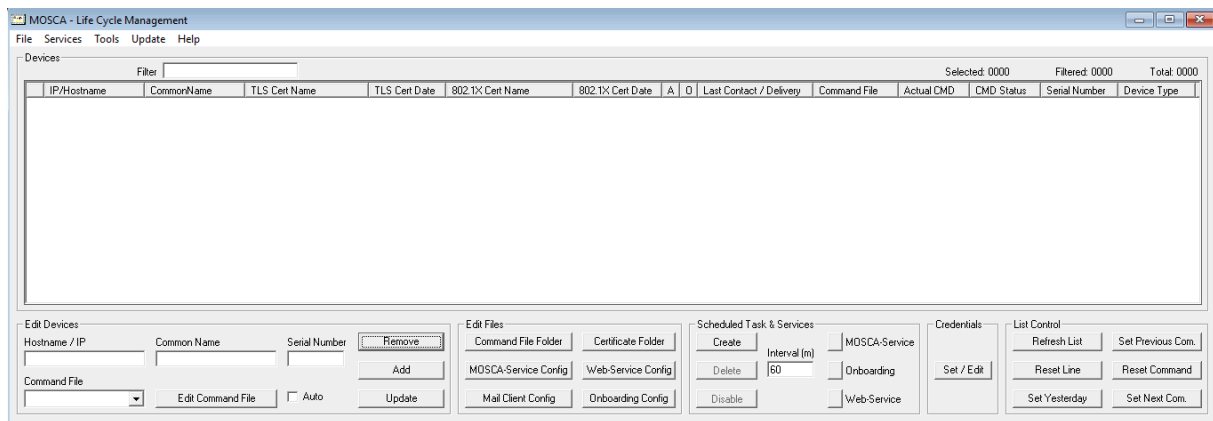 MOSCA - Life Cycle Management
File Services Tools Update Help
Devices
Filter Selected: 0000 Filtered: 0000 Total: 0000
IP/Hostname CommonName TLS Cert Name TLS Cert Date 802.1X Cert Name 802.1X Cert Date A O Last Contact / Delivery Command File Actual CMD CMD Status Serial Number Device Type
Edit Devices Edit Files Scheduled Task & Services Credentials List Control
Hostname / IP Common Name Serial Number Remove Command File Folder Certificate Folder Create Interval (m) MOSCA-Service Refresh List Set Previous Com.
Add MOSCA-Service Config Web-Service Config Delete 60 Onboarding Set / Edit Reset Line Reset Command
Command File
Edit Command File Auto Update Mail Client Config Onboarding Config Disable Web-Service Set Yesterday Set Next Com.